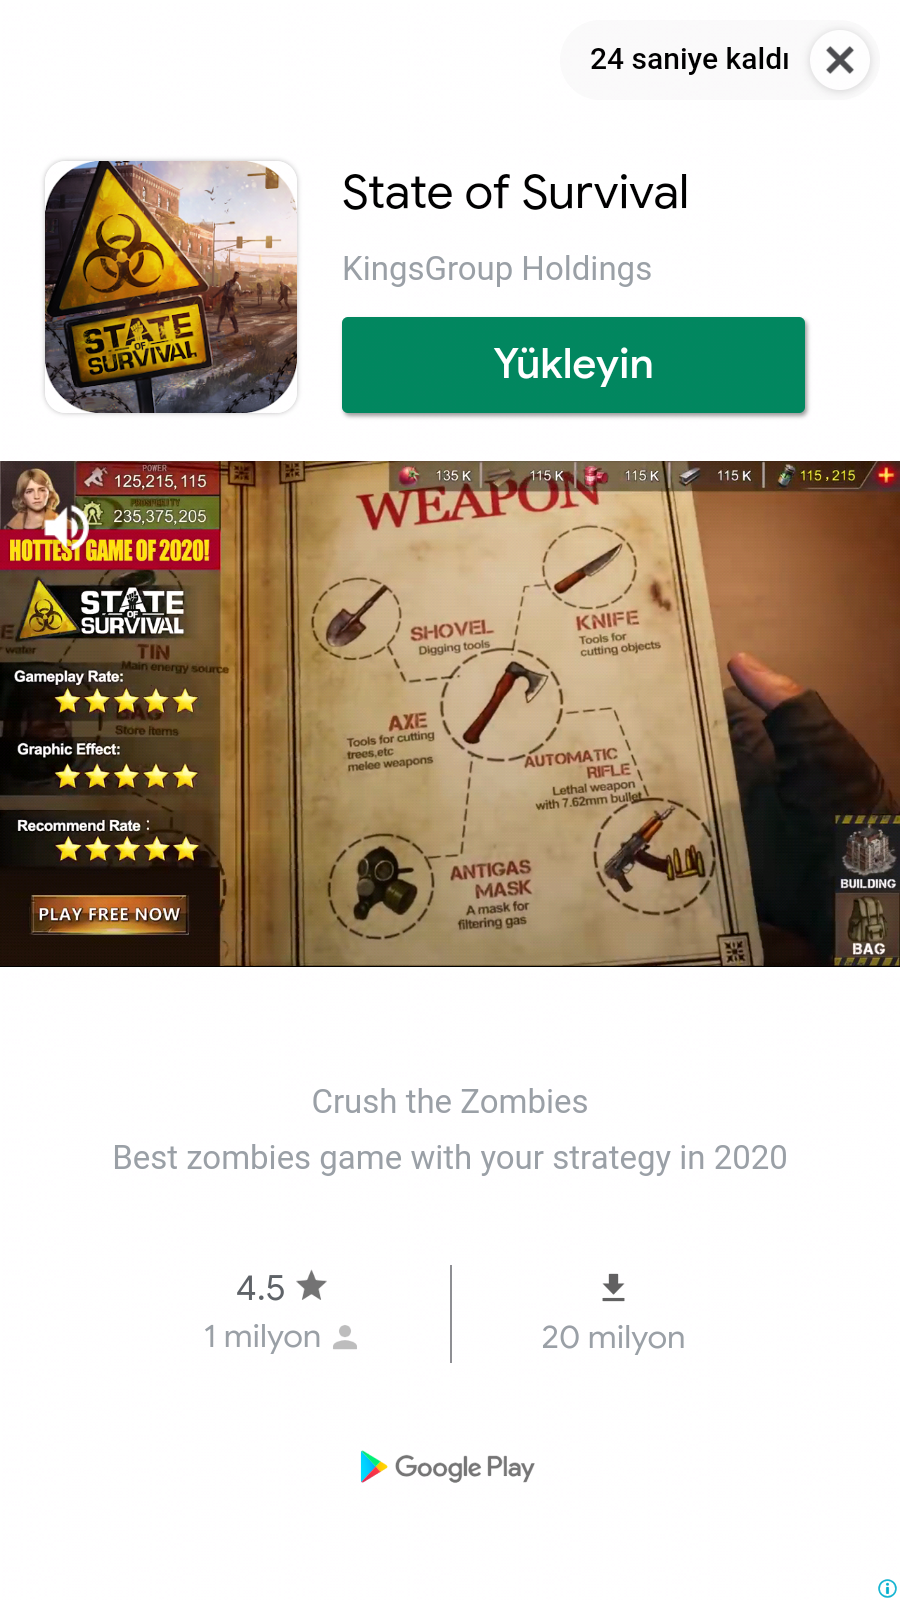 24 saniye kaldı
State of Survival
KingsGroup Holdings
Yükleyin
STATE
OF
SURVIVAL
POWER
125,215,115
PROSPERITY
235,375,205
135 K
115 K
115 K
115 K
115,215
HOTTEST GAME OF 2020!
STATE
OF
SURVIVAL
water
TIN
Main energy source
BAG
Store items
Gameplay Rate:
Graphic Effect:
Recommend Rate :
PLAY FREE NOW
WEAPON
SHOVEL
Digging tools
KNIFE
Tools for
cutting objects
AXE
Tools for cutting
trees,etc
melee weapons
AUTOMATIC
RIFLE
Lethal weapon
with 7.62mm bullet
ANTIGAS
MASK
A mask for
filtering gas
BUILDING
BAG
Crush the Zombies
Best zombies game with your strategy in 2020
4.5
1 milyon
20 milyon
Google Play